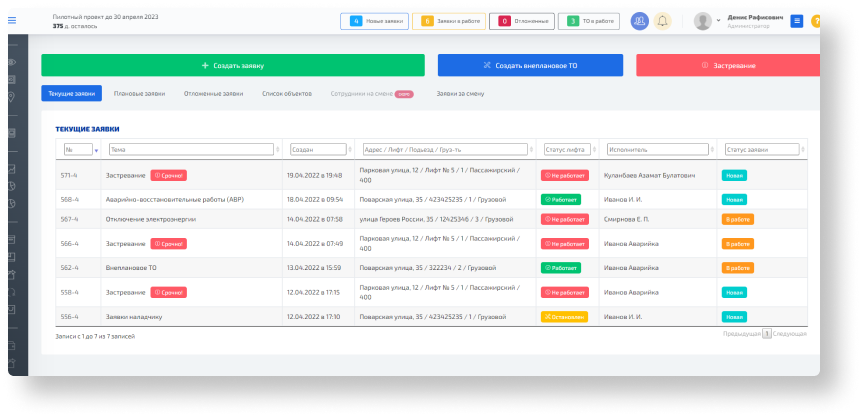 Пилотный проект до 30 апреля 2023
375 д. осталось
4 Новые заявки 6 Заявки в работе 0 Отложенные 3 ТО в работе
Денис Рафисович
Администратор
+ Создать заявку
Создать внеплановое ТО
Застревание
Текущие заявки Плановые заявки Отложенные заявки Список объектов Сотрудники на смене Заявки за смену
ТЕКУЩИЕ ЗАЯВКИ
№ Тема Создан Адрес / Лифт / Подъезд / Груз-ть Статус лифта Исполнитель Статус заявки
571-4 Застревание Срочно! 19.04.2022 в 19:48 Парковая улица, 12 / Лифт № 5 / 1 / Пассажирский / 400 Не работает Куланбаев Азамат Булатович Новая
568-4 Аварийно-восстановительные работы (АВР) 18.04.2022 в 09:54 Поварская улица, 35 / 423425235 / 1 / Грузовой Работает Иванов И. И. Новая
567-4 Отключение электроэнергии 14.04.2022 в 07:58 улица Героев России, 35 / 12425346 / 3 / Грузовой Не работает Смирнова Е. П. В работе
566-4 Застревание Срочно! 14.04.2022 в 07:49 Парковая улица, 12 / Лифт № 5 / 1 / Пассажирский / 400 Не работает Иванов Аварийка В работе
562-4 Внеплановое ТО 13.04.2022 в 15:59 Поварская улица, 35 / 322234 / 2 / Грузовой Работает Иванов Аварийка В работе
558-4 Застревание Срочно! 12.04.2022 в 17:15 Парковая улица, 12 / Лифт № 5 / 1 / Пассажирский / 400 Не работает Иванов Аварийка Новая
556-4 Заявки наладчику 12.04.2022 в 17:10 Поварская улица, 35 / 423425235 / 1 / Грузовой Остановлен Иванов И. И. Новая
Записи с 1 до 7 из 7 записей
Предыдущая 1 Следующая